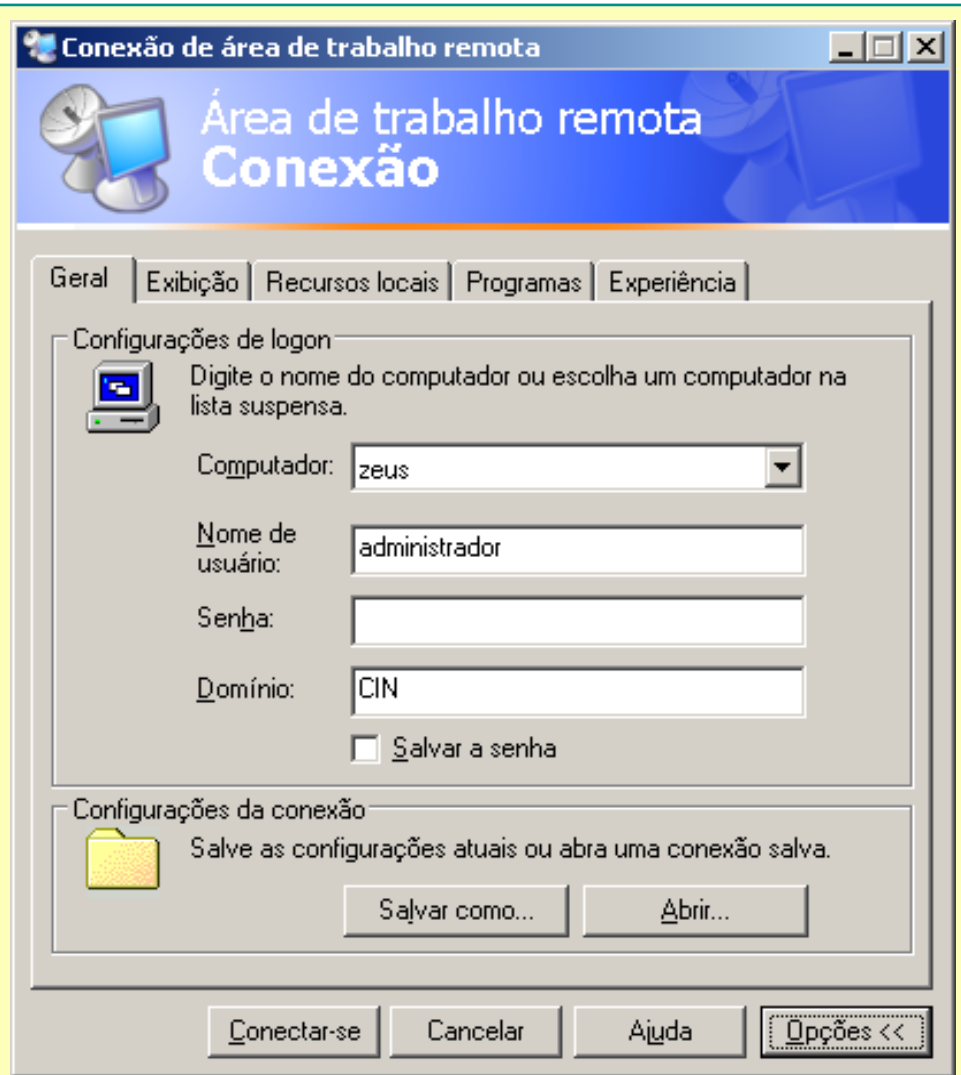 Conexão de área de trabalho remota
Área de trabalho remota
Conexão
Geral Exibição Recursos locais Programas Experiência
Configurações de logon
Digite o nome do computador ou escolha um computador na
lista suspensa.
Computador: zeus
Nome de
usuário: administrador
Senha:
Domínio: CIN
Salvar a senha
Configurações da conexão
Salve as configurações atuais ou abra uma conexão salva.
Salvar como... Abrir...
Conectar-se Cancelar Ajuda Opções <<